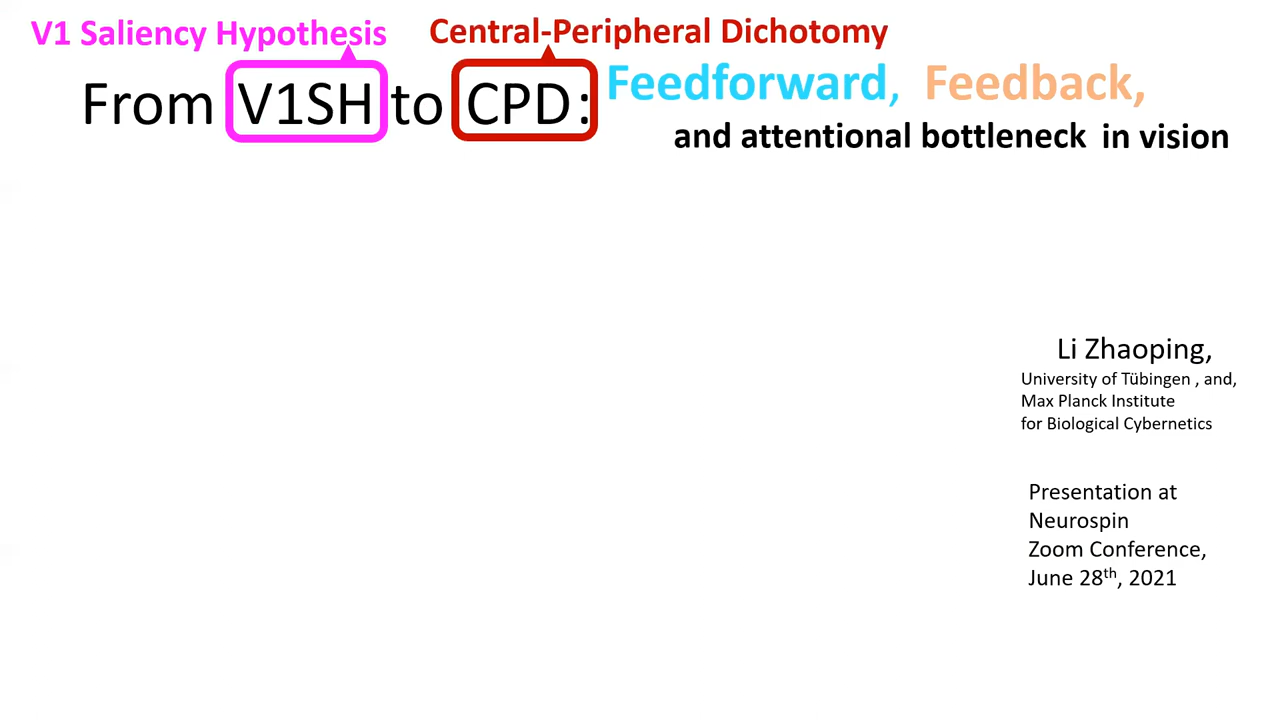 V1 Saliency Hypothesis
Central-Peripheral Dichotomy
From V1SH to CPD: Feedforward, Feedback,
and attentional bottleneck in vision
Li Zhaoping,
University of Tübingen , and,
Max Planck Institute
for Biological Cybernetics
Presentation at
Neurospin
Zoom Conference,
June 28th, 2021